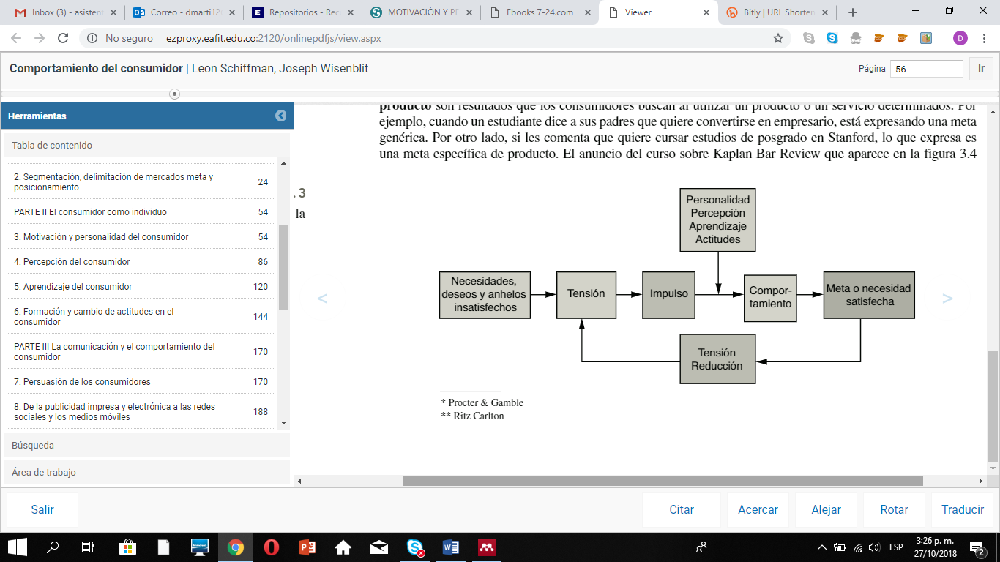 Inbox (3) - asistent
Correo - dmarti12
Repositorios - Rec
MOTIVACIÓN Y PE
Ebooks 7-24.com
Viewer
Bitly | URL Shorten
No seguro | ezproxy.eafit.edu.co:2120/onlinepdfjs/view.aspx
D
Comportamiento del consumidor | Leon Schiffman, Joseph Wisenblit
Página 56 Ir
Herramientas
Tabla de contenido
2. Segmentación, delimitación de mercados meta y
posicionamiento 24
PARTE II El consumidor como individuo 54
3. Motivación y personalidad del consumidor 54
4. Percepción del consumidor 86
5. Aprendizaje del consumidor 120
6. Formación y cambio de actitudes en el
consumidor 144
PARTE III La comunicación y el comportamiento del
consumidor 170
7. Persuasión de los consumidores 170
8. De la publicidad impresa y electrónica a las redes
sociales y los medios móviles 188
Búsqueda
Área de trabajo
producto son resultados que los consumidores buscan al utilizar un producto o un servicio determinados. Por
ejemplo, cuando un estudiante dice a sus padres que quiere convertirse en empresario, está expresando una meta
genérica. Por otro lado, si les comenta que quiere cursar estudios de posgrado en Stanford, lo que expresa es
una meta específica de producto. El anuncio del curso sobre Kaplan Bar Review que aparece en la figura 3.4
.3
la
Personalidad
Percepción
Aprendizaje
Actitudes
Necesidades,
deseos y anhelos
insatisfechos
Tensión
Impulso
Compor-
tamiento
Meta o necesidad
satisfecha
Tensión
Reducción
* Procter & Gamble
** Ritz Carlton
< >
Salir
Citar
Acercar
Alejar
Rotar
Traducir
ESP
3:26 p. m.
27/10/2018
2